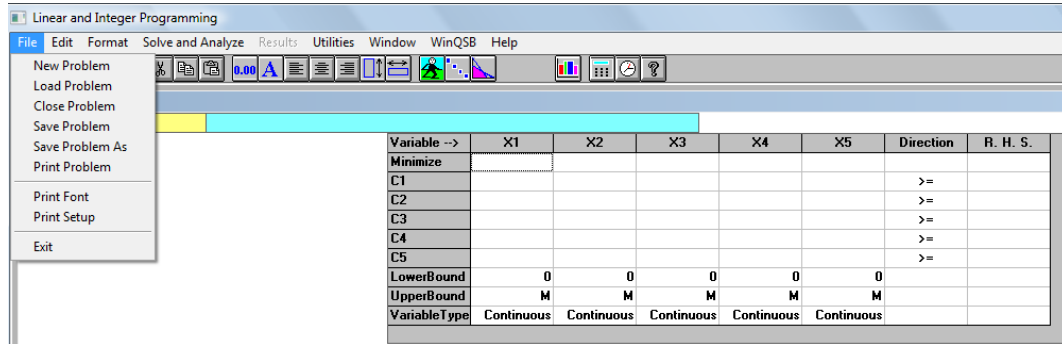 Linear and Integer Programming
File Edit Format Solve and Analyze Results Utilities Window WinQSB Help
0.00 A ?
New Problem
Load Problem
Close Problem
Save Problem
Save Problem As
Print Problem
Print Font
Print Setup
Exit
Variable --> X1 X2 X3 X4 X5 Direction R. H. S.
Minimize
C1 >=
C2 >=
C3 >=
C4 >=
C5 >=
LowerBound 0 0 0 0 0
UpperBound M M M M M
VariableType Continuous Continuous Continuous Continuous Continuous